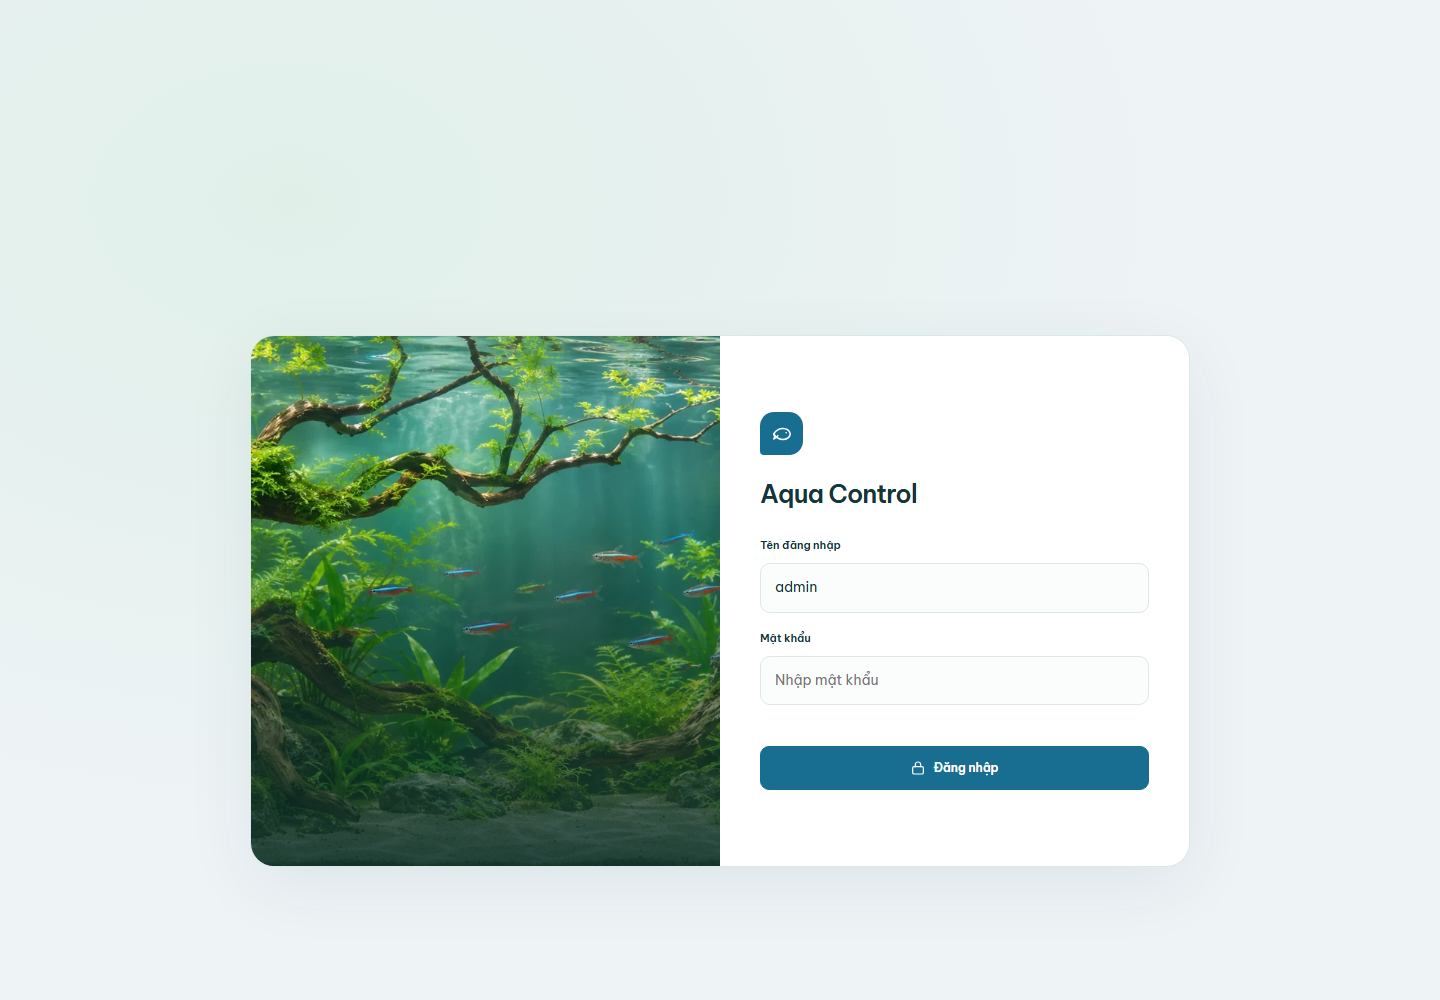 Aqua Control
Tên đăng nhập
admin
Mật khẩu
Nhập mật khẩu
Đăng nhập